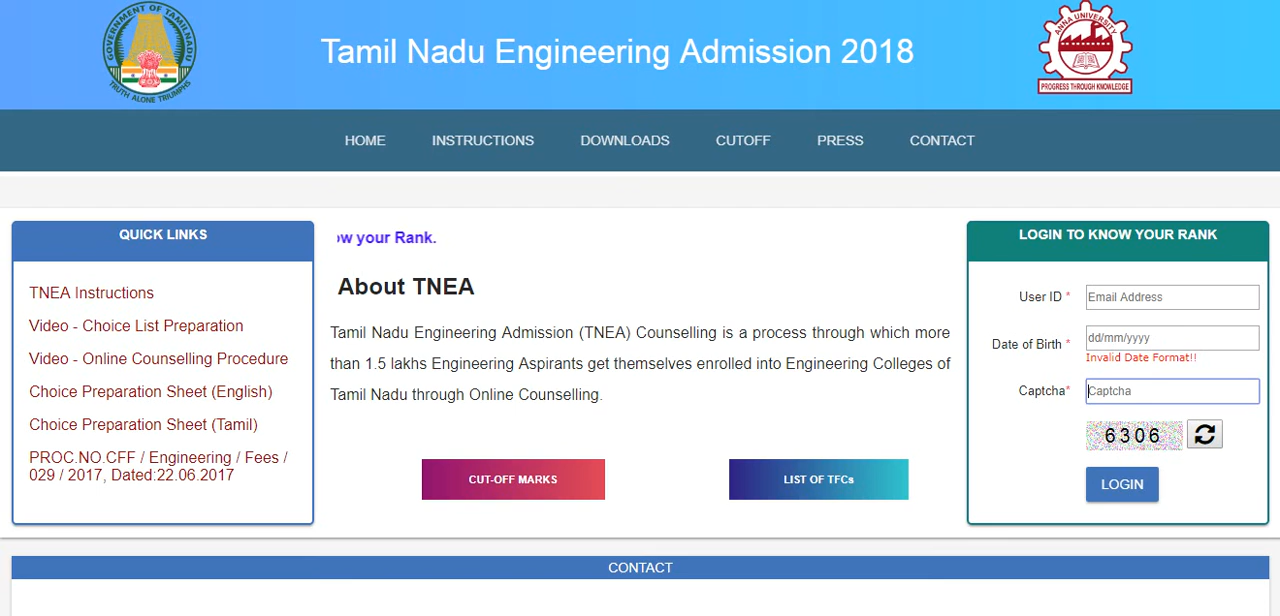 GOVERNMENT OF TAMILNADU
TRUTH ALONE TRIUMPHS
Tamil Nadu Engineering Admission 2018
ANNA UNIVERSITY
PROGRESS THROUGH KNOWLEDGE
HOME INSTRUCTIONS DOWNLOADS CUTOFF PRESS CONTACT
QUICK LINKS
TNEA Instructions
Video - Choice List Preparation
Video - Online Counselling Procedure
Choice Preparation Sheet (English)
Choice Preparation Sheet (Tamil)
PROC.NO.CFF / Engineering / Fees /
029 / 2017, Dated:22.06.2017
ow your Rank.
About TNEA
Tamil Nadu Engineering Admission (TNEA) Counselling is a process through which more
than 1.5 lakhs Engineering Aspirants get themselves enrolled into Engineering Colleges of
Tamil Nadu through Online Counselling.
CUT-OFF MARKS
LIST OF TFCs
LOGIN TO KNOW YOUR RANK
User ID * Email Address
Date of Birth * dd/mm/yyyy
Invalid Date Format!!
Captcha* Captcha
6306
LOGIN
CONTACT